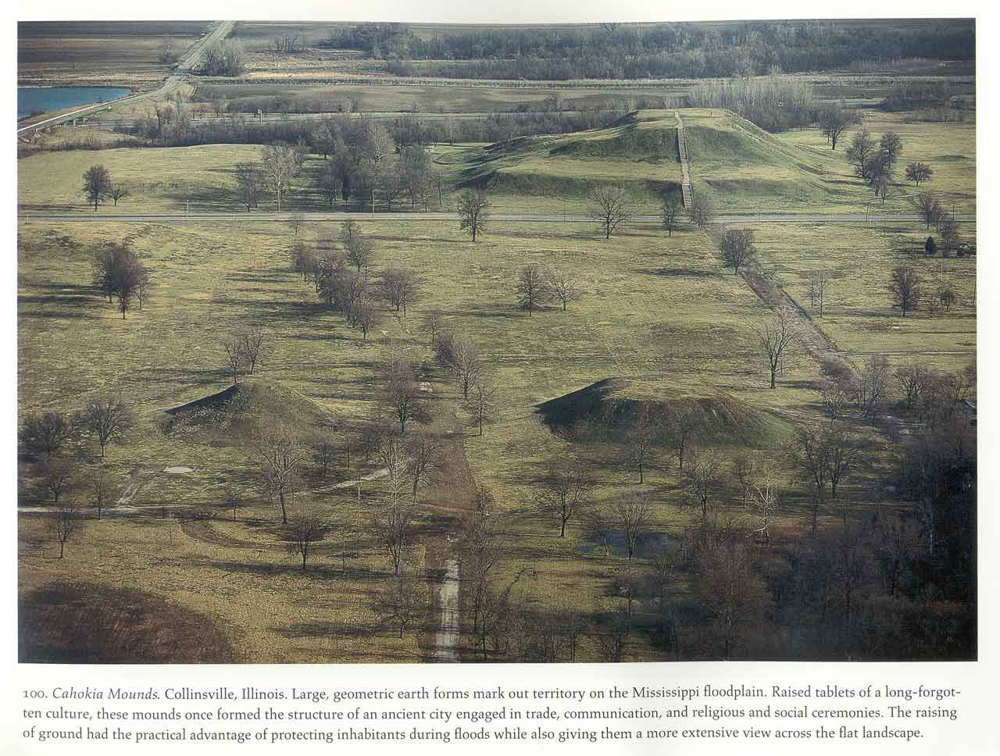 100. Cahokia Mounds. Collinsville, Illinois. Large, geometric earth forms mark out territory on the Mississippi floodplain. Raised tablets of a long-forgot-
ten culture, these mounds once formed the structure of an ancient city engaged in trade, communication, and religious and social ceremonies. The raising
of ground had the practical advantage of protecting inhabitants during floods while also giving them a more extensive view across the flat landscape.